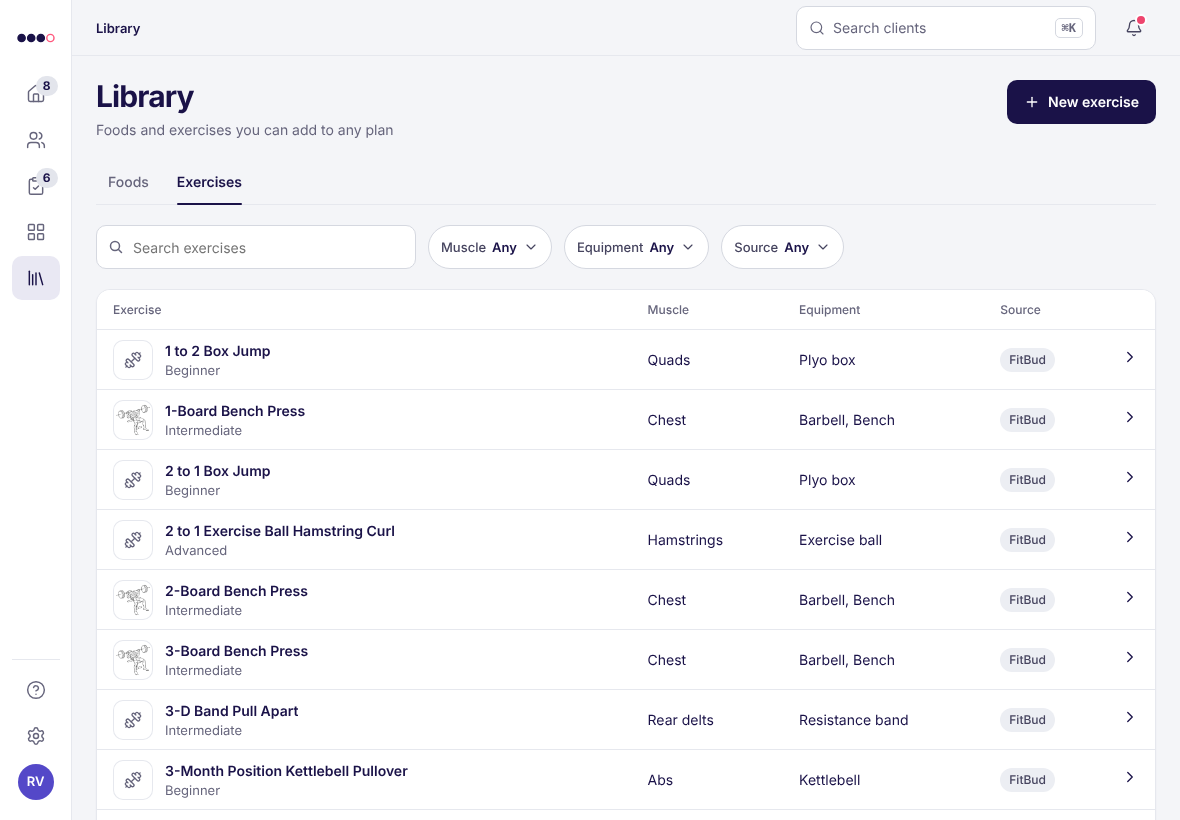 Library
Search clients
⌘K
8
6
Library
Foods and exercises you can add to any plan
+ New exercise
Foods
Exercises
Search exercises
Muscle Any
Equipment Any
Source Any
Exercise
Muscle
Equipment
Source
1 to 2 Box Jump
Beginner
Quads
Plyo box
FitBud
1-Board Bench Press
Intermediate
Chest
Barbell, Bench
FitBud
2 to 1 Box Jump
Beginner
Quads
Plyo box
FitBud
2 to 1 Exercise Ball Hamstring Curl
Advanced
Hamstrings
Exercise ball
FitBud
2-Board Bench Press
Intermediate
Chest
Barbell, Bench
FitBud
3-Board Bench Press
Intermediate
Chest
Barbell, Bench
FitBud
3-D Band Pull Apart
Intermediate
Rear delts
Resistance band
FitBud
3-Month Position Kettlebell Pullover
Beginner
Abs
Kettlebell
FitBud
RV